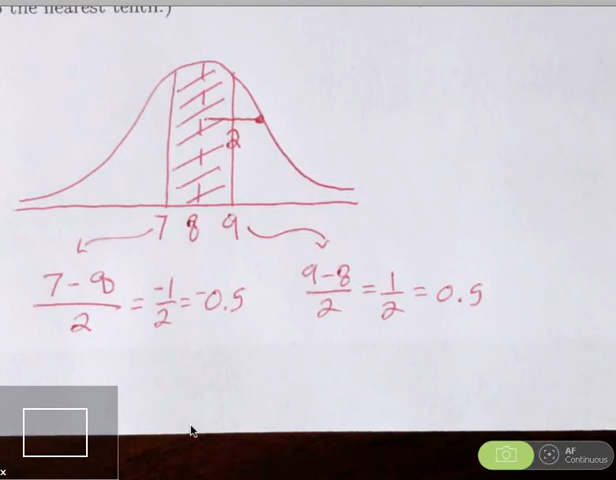 the nearest tenth.)
2
7 8 9
7-8/2 = -1/2 = -0.5
9-8/2 = 1/2 = 0.5
AF
Continuous
x